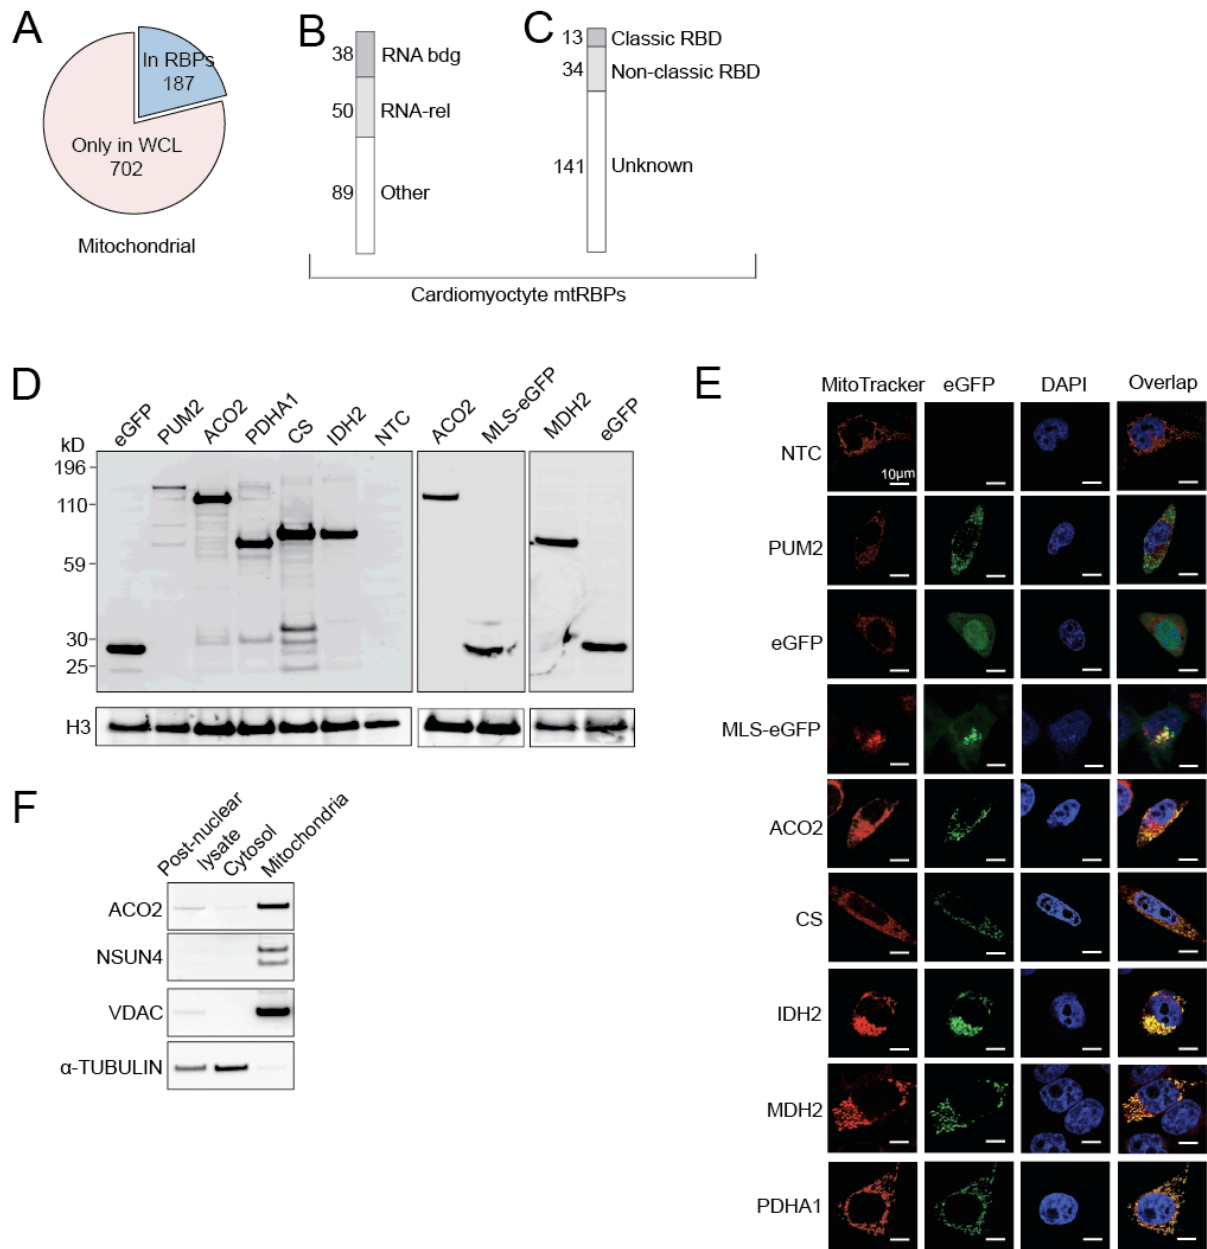 A
In RBPs
187
Only in WCL
702
Mitochondrial
B
38 RNA bdg
50 RNA-rel
89 Other
C
13 Classic RBD
34 Non-classic RBD
141 Unknown
Cardiomyoctyte mtRBPs
D
kD
eGFP PUM2 ACO2 PDHA1 CS IDH2 NTC ACO2 MLS-eGFP MDH2 eGFP
196
110
59
30
25
H3
E
MitoTracker eGFP DAPI Overlap
NTC
10μm
PUM2
eGFP
MLS-eGFP
ACO2
CS
IDH2
MDH2
PDHA1
F
Post-nuclear
lysate
Cytosol
Mitochondria
ACO2
NSUN4
VDAC
α-TUBULIN